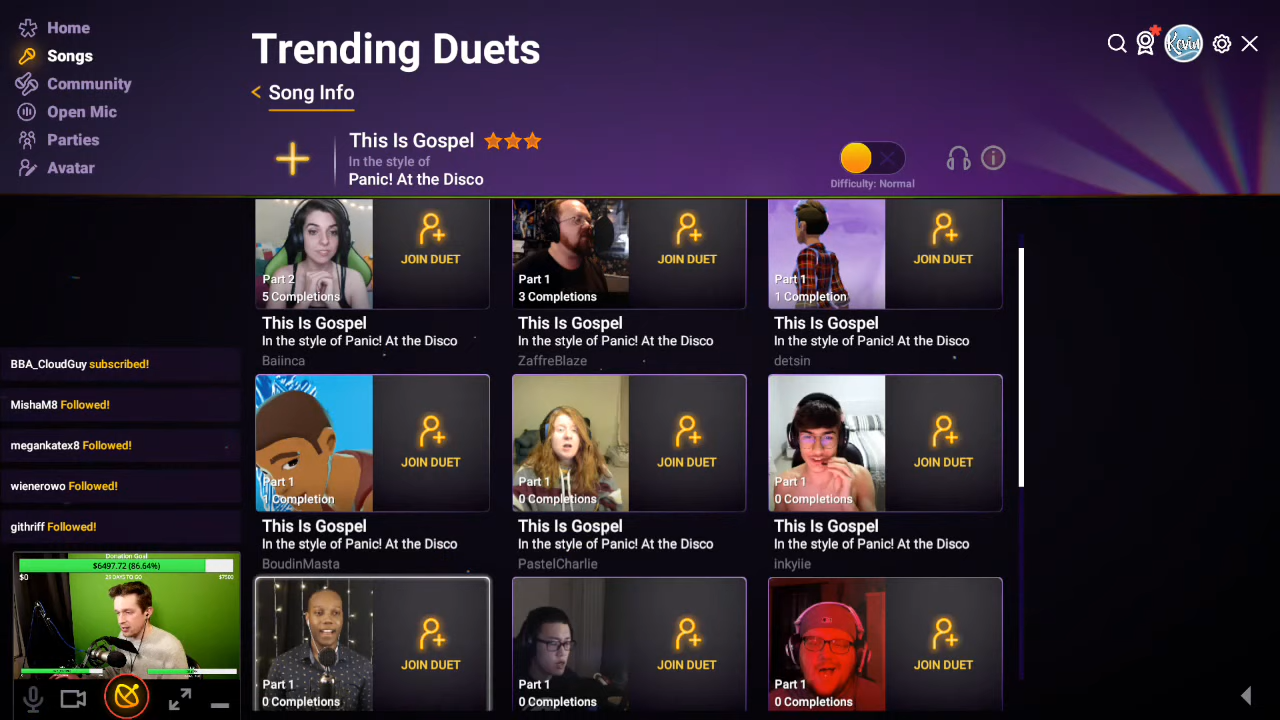 Home
Songs
Community
Open Mic
Parties
Avatar
Trending Duets
< Song Info
Kevin
This Is Gospel
In the style of
Panic! At the Disco
Difficulty: Normal
Part 2
5 Completions
JOIN DUET
Part 1
3 Completions
JOIN DUET
Part 1
1 Completion
JOIN DUET
This Is Gospel
In the style of Panic! At the Disco
Baiinca
This Is Gospel
In the style of Panic! At the Disco
ZaffreBlaze
This Is Gospel
In the style of Panic! At the Disco
detsin
Part 1
1 Completion
JOIN DUET
Part 1
0 Completions
JOIN DUET
Part 1
0 Completions
JOIN DUET
This Is Gospel
In the style of Panic! At the Disco
BoudinMasta
This Is Gospel
In the style of Panic! At the Disco
PastelCharlie
This Is Gospel
In the style of Panic! At the Disco
inkyiie
Part 1
0 Completions
JOIN DUET
Part 1
0 Completions
JOIN DUET
Part 1
0 Completions
JOIN DUET
BBA_CloudGuy subscribed!
MishaM8 Followed!
megankatex8 Followed!
wienerowo Followed!
githriff Followed!
Donation Goal
$6497.72 (86.64%)
$0
20 DAYS TO GO
$7500